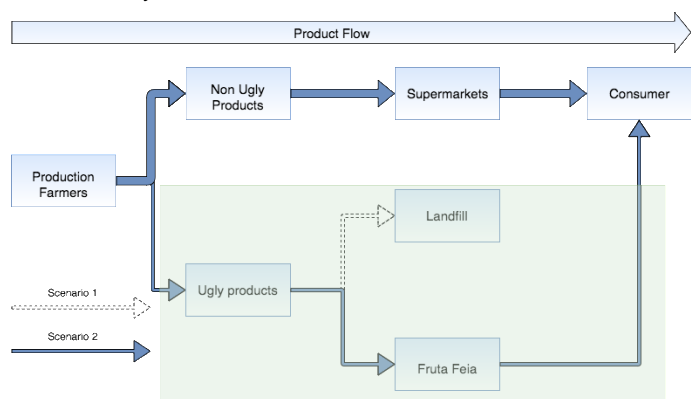 Product Flow
Non Ugly
Products
Supermarkets
Consumer
Production
Farmers
Landfill
Ugly products
Scenario 1
Scenario 2
Fruta Feia